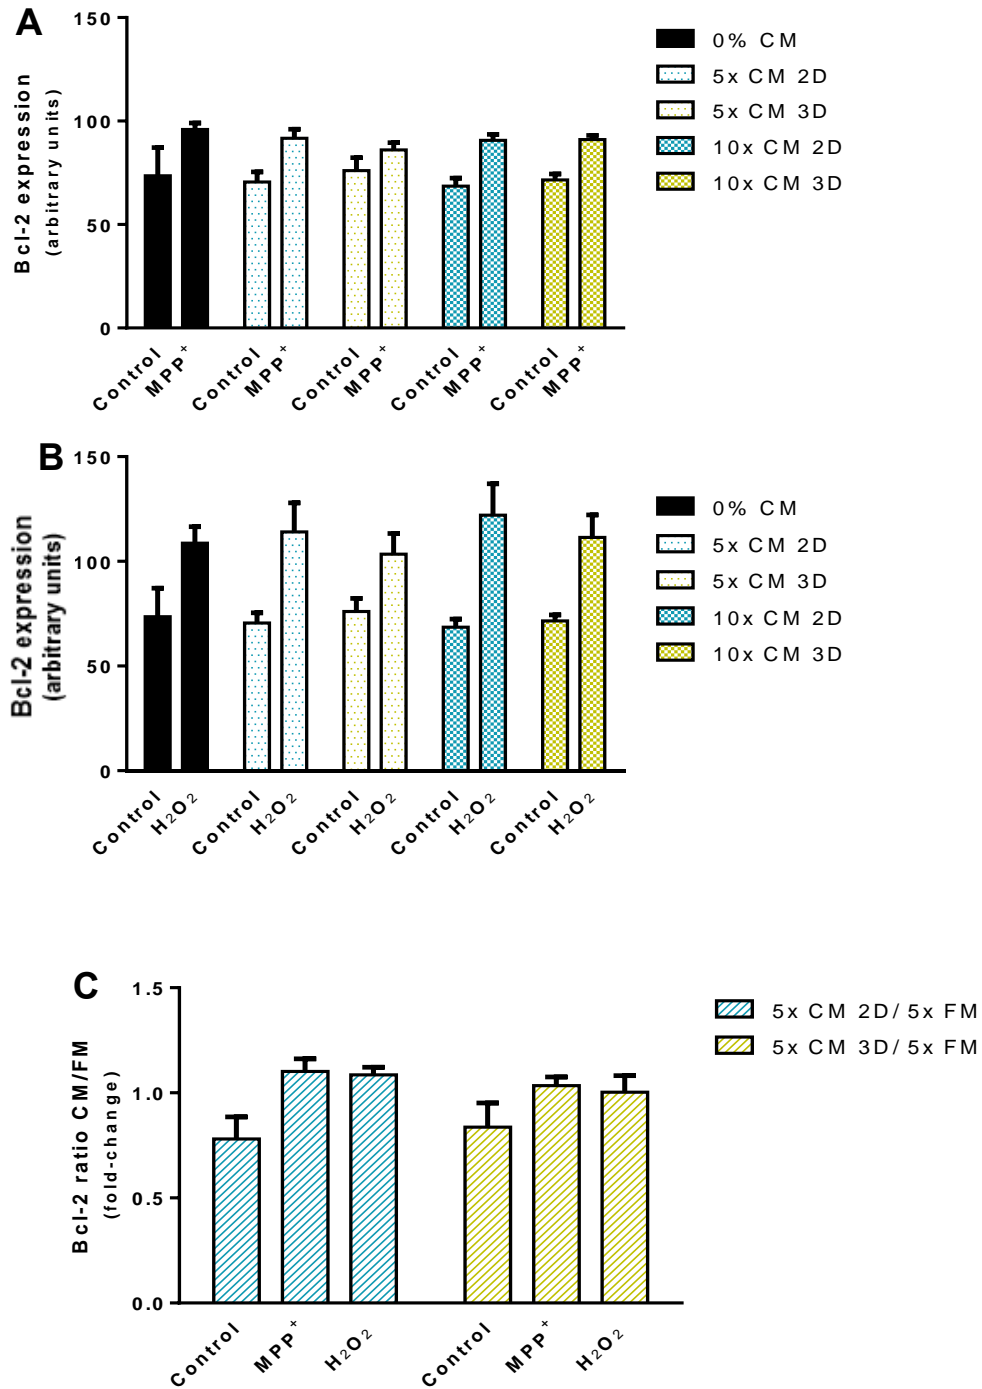 A
150
100
50
0
Bcl-2 expression
(arbitrary units)
Control MPP⁺ Control MPP⁺ Control MPP⁺ Control MPP⁺ Control MPP⁺
0% CM
5x CM 2D
5x CM 3D
10x CM 2D
10x CM 3D
B
150
100
50
0
Bcl-2 expression
(arbitrary units)
Control H₂O₂ Control H₂O₂ Control H₂O₂ Control H₂O₂ Control H₂O₂
0% CM
5x CM 2D
5x CM 3D
10x CM 2D
10x CM 3D
C
1.5
1.0
0.5
0.0
Bcl-2 ratio CM/FM
(fold-change)
Control MPP⁺ H₂O₂ Control MPP⁺ H₂O₂
5x CM 2D/ 5x FM
5x CM 3D/ 5x FM